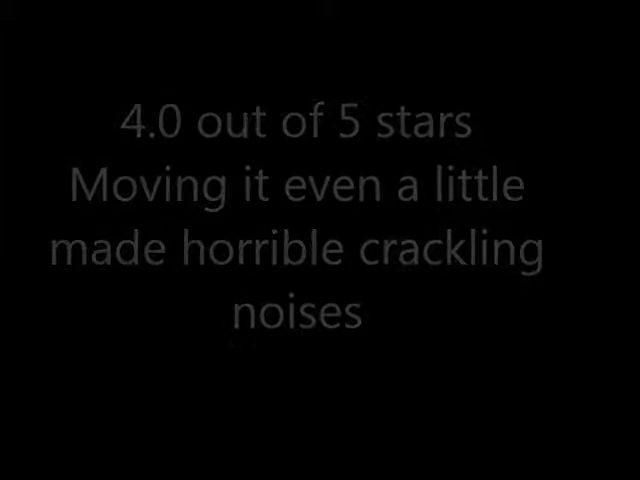 4.0 out of 5 stars
Moving it even a little
made horrible crackling
noises